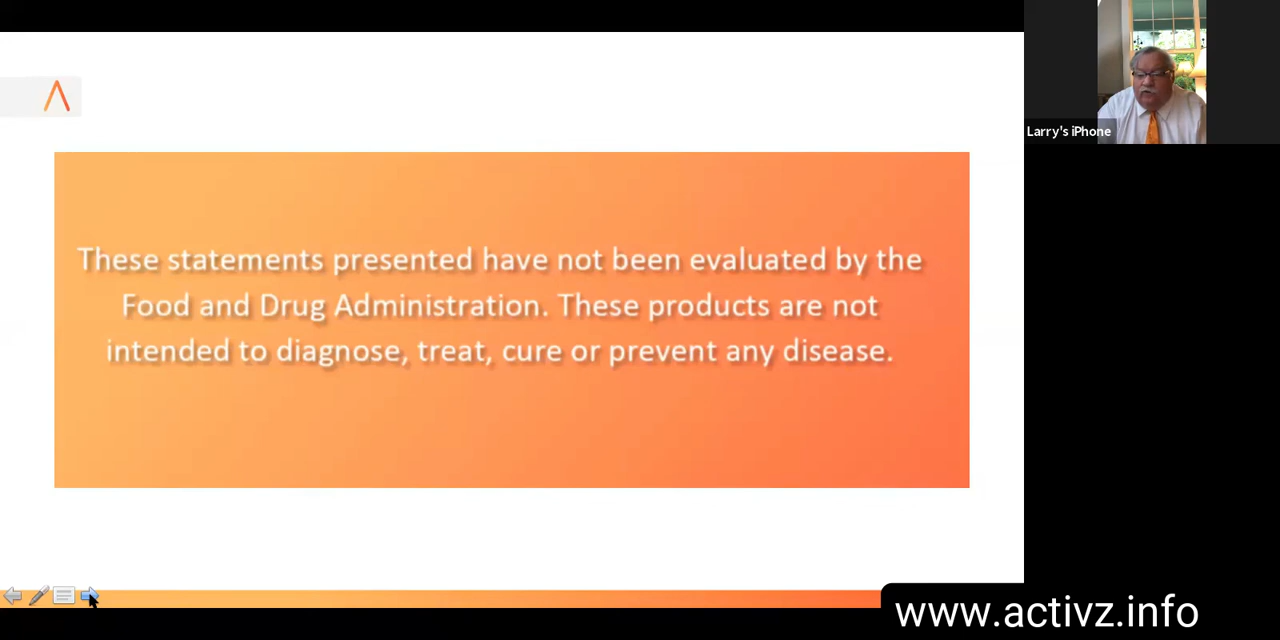 Larry's iPhone
These statements presented have not been evaluated by the
Food and Drug Administration. These products are not
intended to diagnose, treat, cure or prevent any disease.
www.activz.info